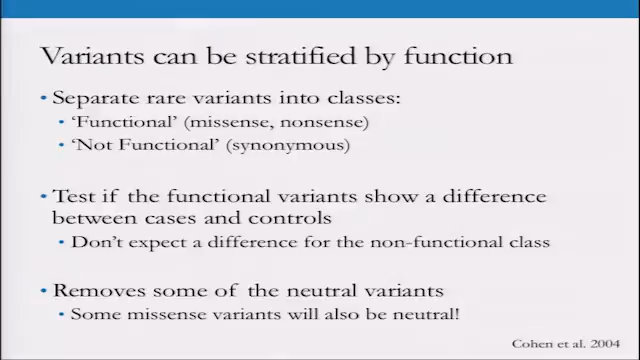 Variants can be stratified by function
• Separate rare variants into classes:
• 'Functional' (missense, nonsense)
• 'Not Functional' (synonymous)
• Test if the functional variants show a difference
between cases and controls
• Don't expect a difference for the non-functional class
• Removes some of the neutral variants
• Some missense variants will also be neutral!
Cohen et al. 2004